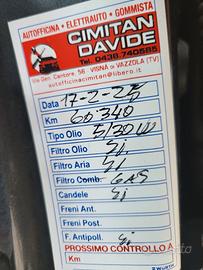 AUTOFFICINA • ELETTRAUTO • GOMMISTA
CIMITAN
DAVIDE
Tel. 0438.740585
Via Gen. Cantore, 56 - VISNÀ di VAZZOLA (TV)
autofficinacimitan@libero.it
Data 17-2-25
Km 60340
Tipo Olio 5/30W
Filtro Olio Si
Filtro Aria Si
Filtro Comb. GAS
Candele Si
Freni Ant.
Freni Post.
F. Antipoll. Si
PROSSIMO CONTROLLO A
Km
WÜRTH